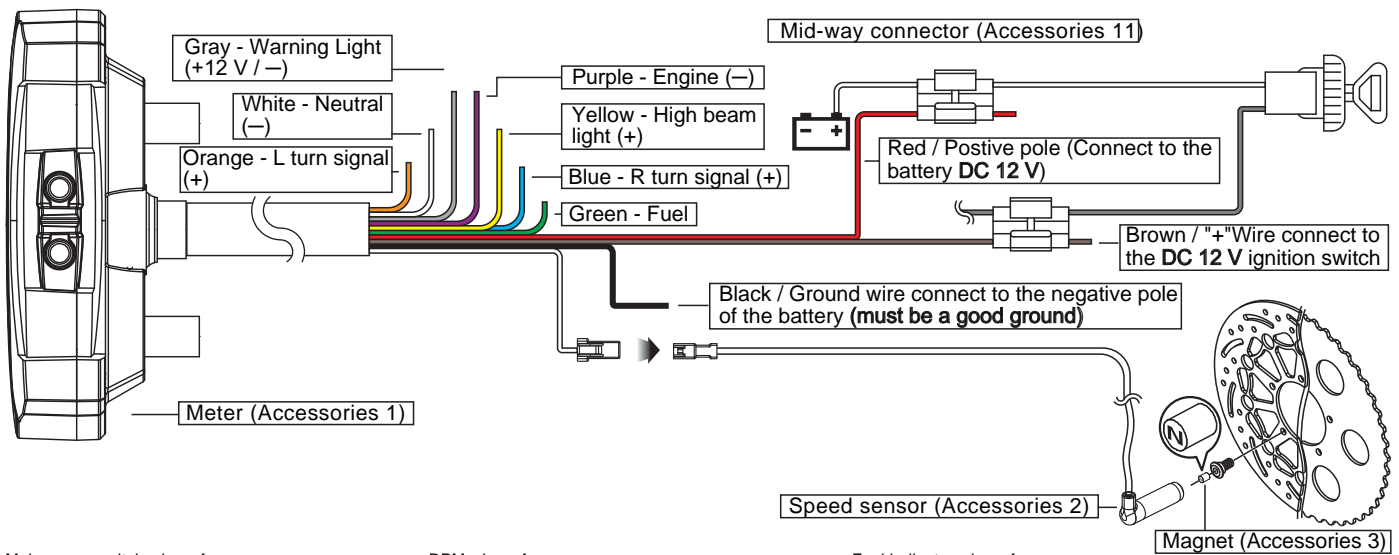 Mid-way connector (Accessories 11)
Gray - Warning Light
(+12 V / —)
Purple - Engine (—)
White - Neutral
(—)
Yellow - High beam
light (+)
Orange - L turn signal
(+)
Red / Postive pole (Connect to the
battery DC 12 V)
Blue - R turn signal (+)
Green - Fuel
Brown / "+"Wire connect to
the DC 12 V ignition switch
Black / Ground wire connect to the negative pole
of the battery (must be a good ground)
Meter (Accessories 1)
N
Speed sensor (Accessories 2)
Magnet (Accessories 3)